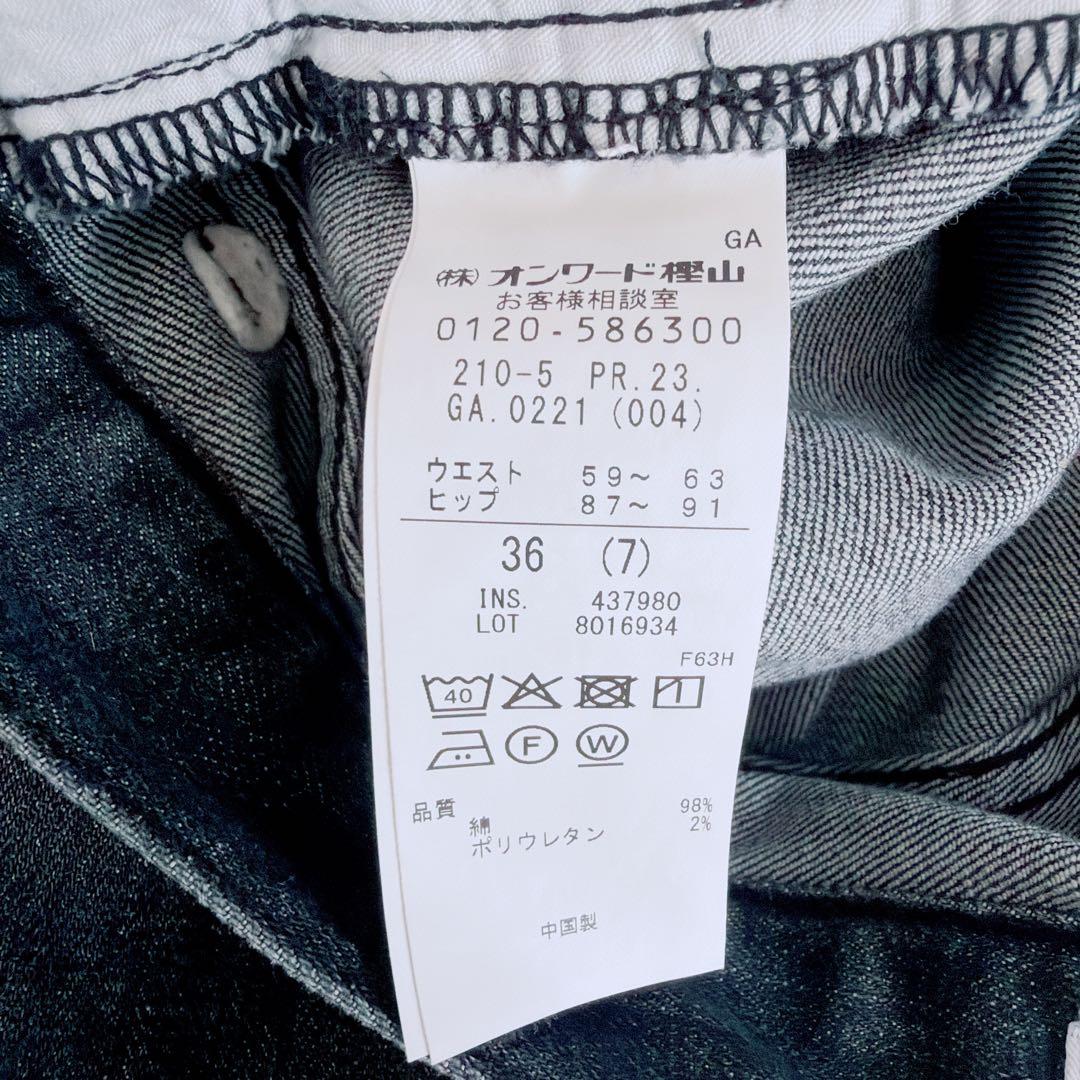 GA
㈱オンワード樫山
お客様相談室
0120-586300
210-5 PR.23.
GA.0221 (004)
ウエスト 59～ 63
ヒップ 87～ 91
36 (7)
INS. 437980
LOT 8016934
F63H
40
F W
品質
綿 98%
ポリウレタン 2%
中国製